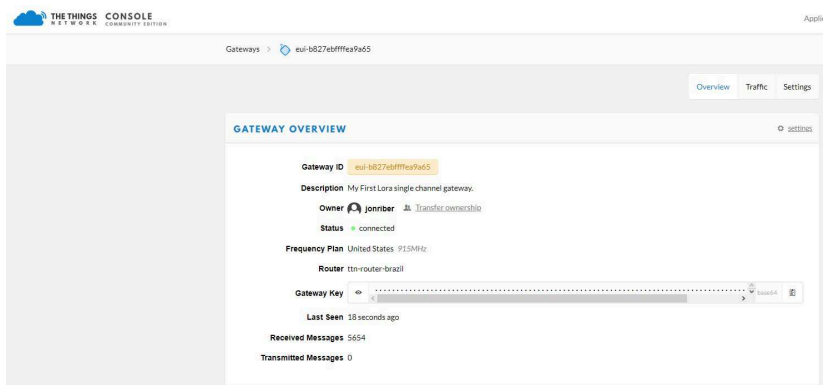 THE THINGS NETWORK
CONSOLE
COMMUNITY EDITION
Gateways > eui-b827ebffffea9a65
Overview Traffic Settings
GATEWAY OVERVIEW settings
Gateway ID eui-b827ebffffea9a65
Description My First Lora single channel gateway.
Owner jonriber Transfer ownership
Status connected
Frequency Plan United States 915MHz
Router ttn-router-brazil
Gateway Key base64
Last Seen 18 seconds ago
Received Messages 5654
Transmitted Messages 0